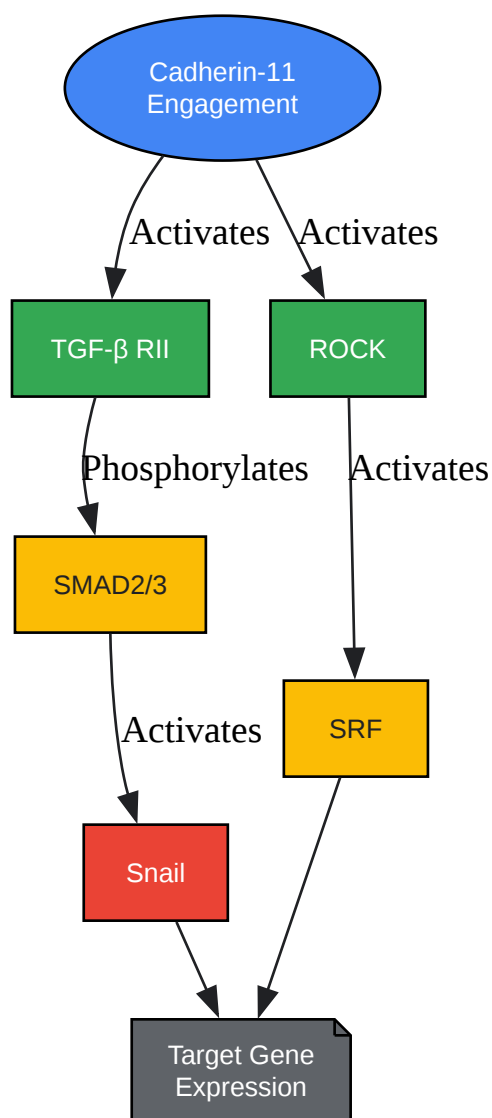 Cadherin-11
Engagement
Activates
Activates
TGF-β RII
ROCK
Phosphorylates
Activates
SMAD2/3
SRF
Activates
Snail
Target Gene
Expression